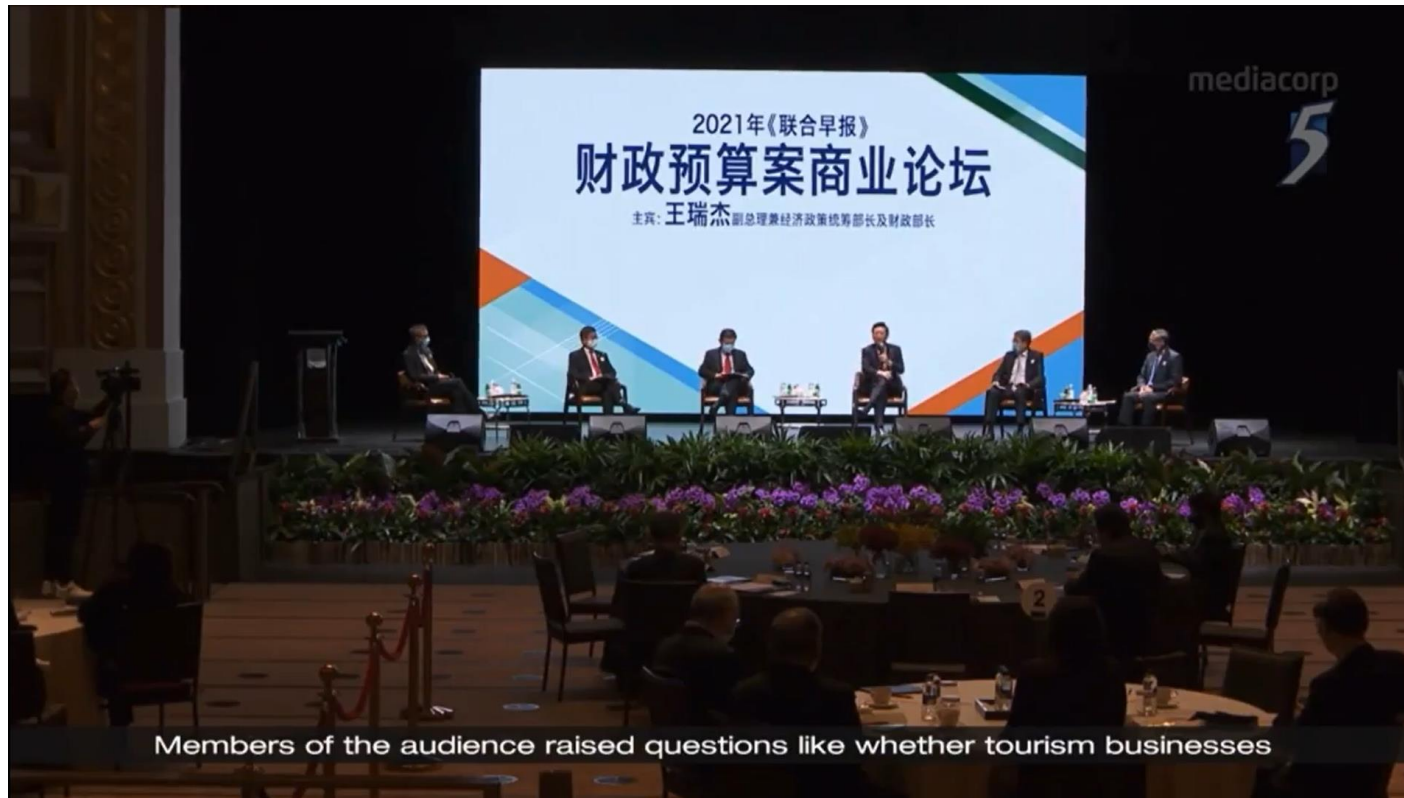 mediacorp
5
2021年《联合早报》
财政预算案商业论坛
主宾：王瑞杰副总理兼经济政策统筹部长及财政部长
2
Members of the audience raised questions like whether tourism businesses